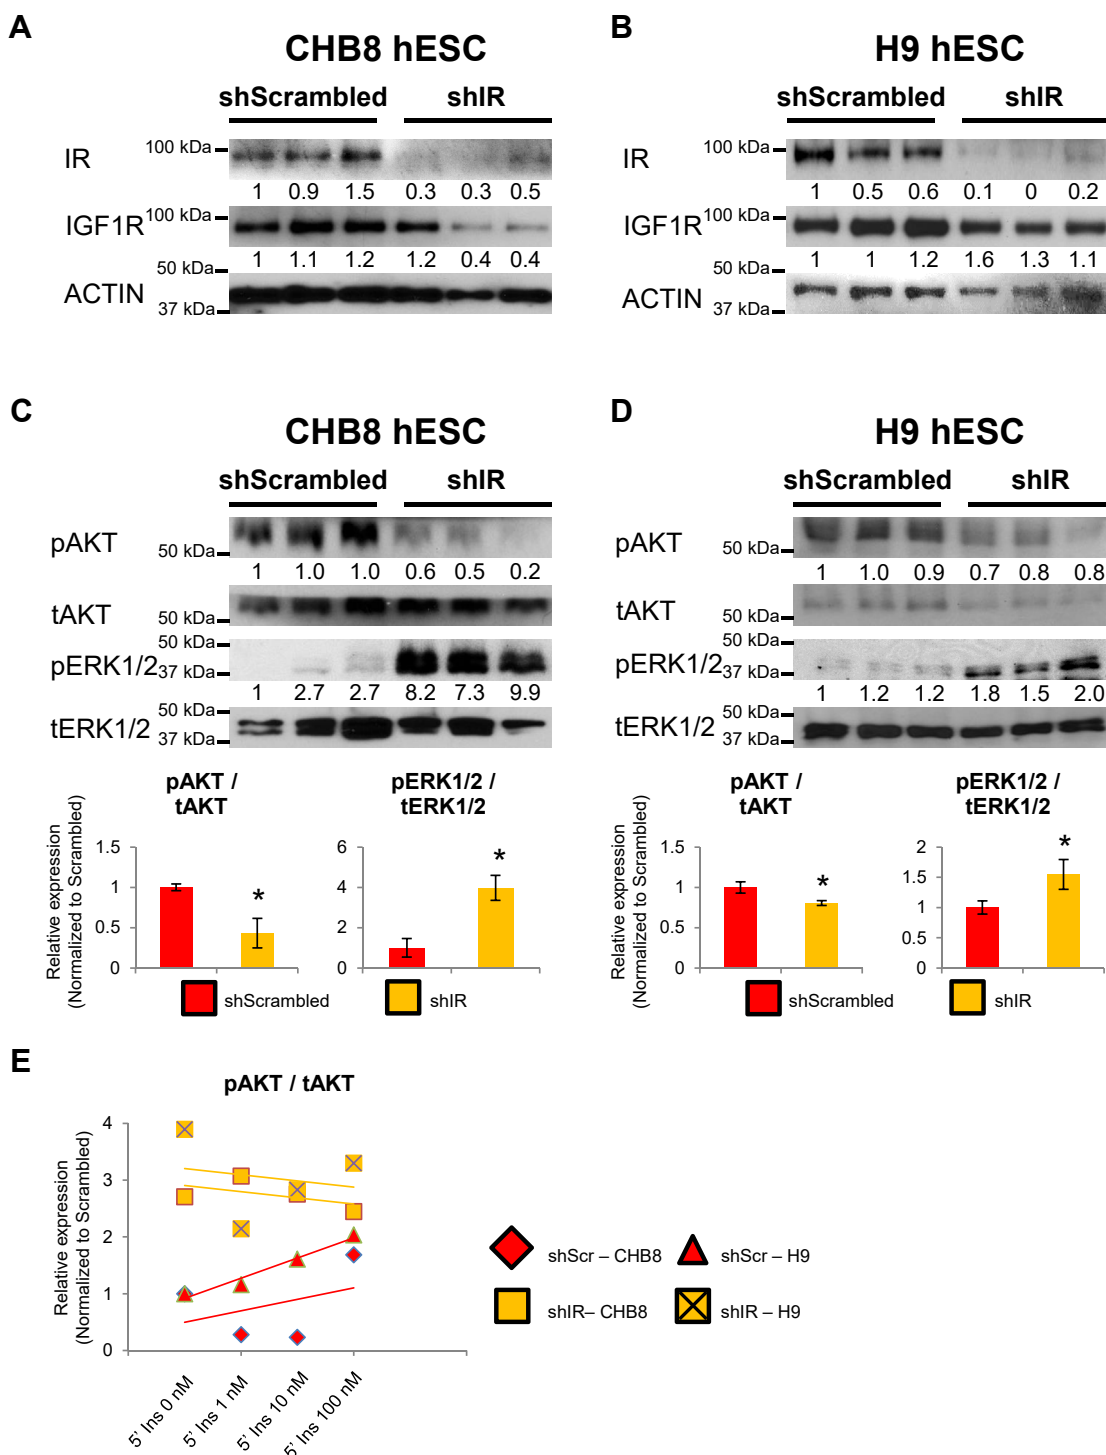 A
CHB8 hESC
shScrambled shIR
IR
100 kDa
1 0.9 1.5 0.3 0.3 0.5
IGF1R
100 kDa
1 1.1 1.2 1.2 0.4 0.4
ACTIN
50 kDa
37 kDa
B
H9 hESC
shScrambled shIR
IR
100 kDa
1 0.5 0.6 0.1 0 0.2
IGF1R
100 kDa
1 1 1.2 1.6 1.3 1.1
ACTIN
50 kDa
37 kDa
C
CHB8 hESC
shScrambled shIR
pAKT
50 kDa
1 1.0 1.0 0.6 0.5 0.2
tAKT
50 kDa
pERK1/2
50 kDa
37 kDa
1 2.7 2.7 8.2 7.3 9.9
tERK1/2
50 kDa
37 kDa
pAKT /
tAKT
Relative expression
(Normalized to Scrambled)
1.5
1
0.5
0
*
pERK1/2 /
tERK1/2
6
4
2
0
*
shScrambled
shIR
D
H9 hESC
shScrambled shIR
pAKT
50 kDa
1 1.0 0.9 0.7 0.8 0.8
tAKT
50 kDa
pERK1/2
50 kDa
37 kDa
1 1.2 1.2 1.8 1.5 2.0
tERK1/2
50 kDa
37 kDa
pAKT /
tAKT
Relative expression
(Normalized to Scrambled)
1.5
1
0.5
0
*
pERK1/2 /
tERK1/2
2
1.5
1
0.5
0
*
shScrambled
shIR
E
pAKT / tAKT
Relative expression
(Normalized to Scrambled)
4
3
2
1
0
5' Ins 0 nM
5' Ins 1 nM
5' Ins 10 nM
5' Ins 100 nM
shScr – CHB8
shScr – H9
shIR– CHB8
shIR – H9